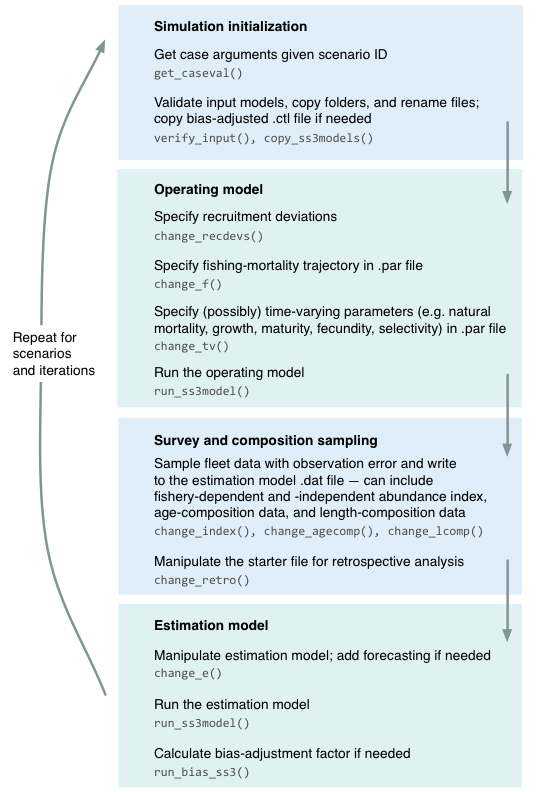 Simulation initialization
Get case arguments given scenario ID
get_caseval()
Validate input models, copy folders, and rename files;
copy bias-adjusted .ctl file if needed
verify_input(), copy_ss3models()
Operating model
Specify recruitment deviations
change_recdevs()
Specify fishing-mortality trajectory in .par file
change_f()
Specify (possibly) time-varying parameters (e.g. natural
mortality, growth, maturity, fecundity, selectivity) in .par file
change_tv()
Run the operating model
run_ss3model()
Repeat for
scenarios
and iterations
Survey and composition sampling
Sample fleet data with observation error and write
to the estimation model .dat file — can include
fishery-dependent and -independent abundance index,
age-composition data, and length-composition data
change_index(), change_agecomp(), change_lcomp()
Manipulate the starter file for retrospective analysis
change_retro()
Estimation model
Manipulate estimation model; add forecasting if needed
change_e()
Run the estimation model
run_ss3model()
Calculate bias-adjustment factor if needed
run_bias_ss3()